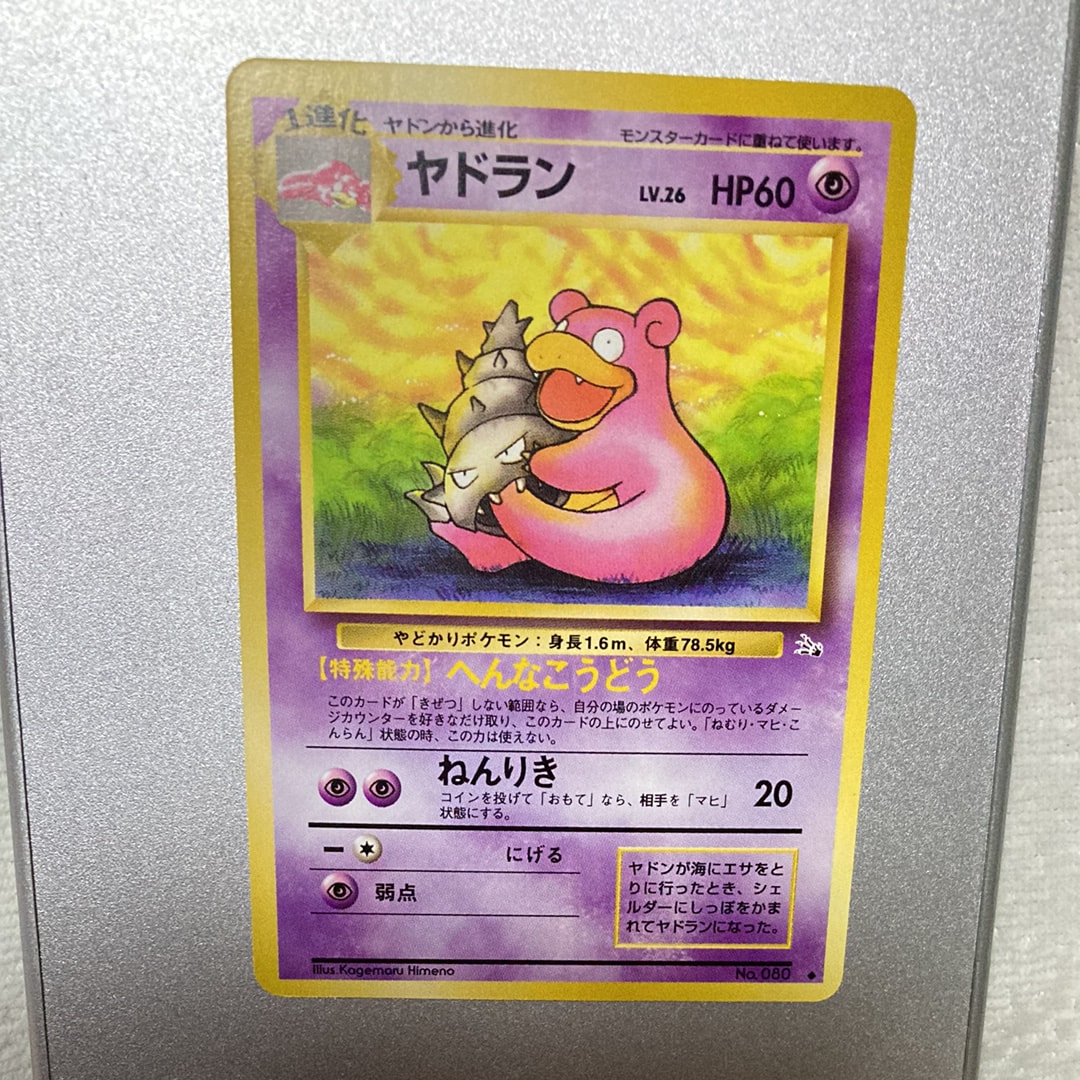 1進化 ヤドンから進化 モンスターカードに重ねて使います。
ヤドラン LV.26 HP60
やどかりポケモン：身長1.6m、体重78.5kg
【特殊能力】へんなこうどう
このカードが「きぜつ」しない範囲なら、自分の場のポケモンにのっているダメー
ジカウンターを好きなだけ取り、このカードの上にのせてよい。「ねむり・マヒ・こ
んらん」状態の時、この力は使えない。
ねんりき 20
コインを投げて「おもて」なら、相手を「マヒ」
状態にする。
ー にげる
弱点
ヤドンが海にエサをと
りに行ったとき、シェ
ルダーにしっぽをかま
れてヤドランになった。
Illus. Kagemaru Himeno No. 080